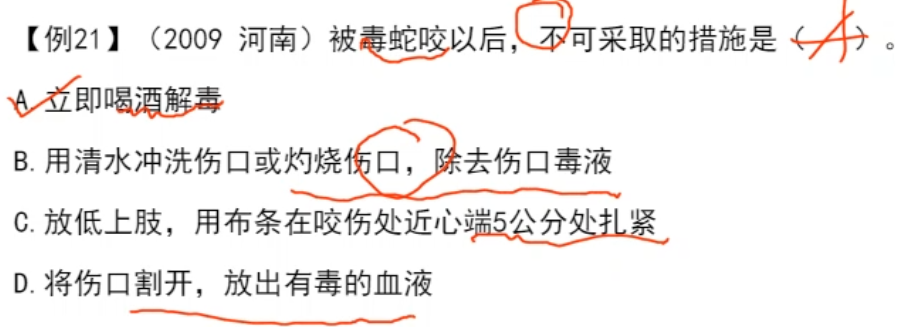 【例21】（2009 河南）被毒蛇咬以后，不可采取的措施是（A）。
A. 立即喝酒解毒
B. 用清水冲洗伤口或灼烧伤口，除去伤口毒液
C. 放低上肢，用布条在咬伤处近心端5公分处扎紧
D. 将伤口割开，放出有毒的血液